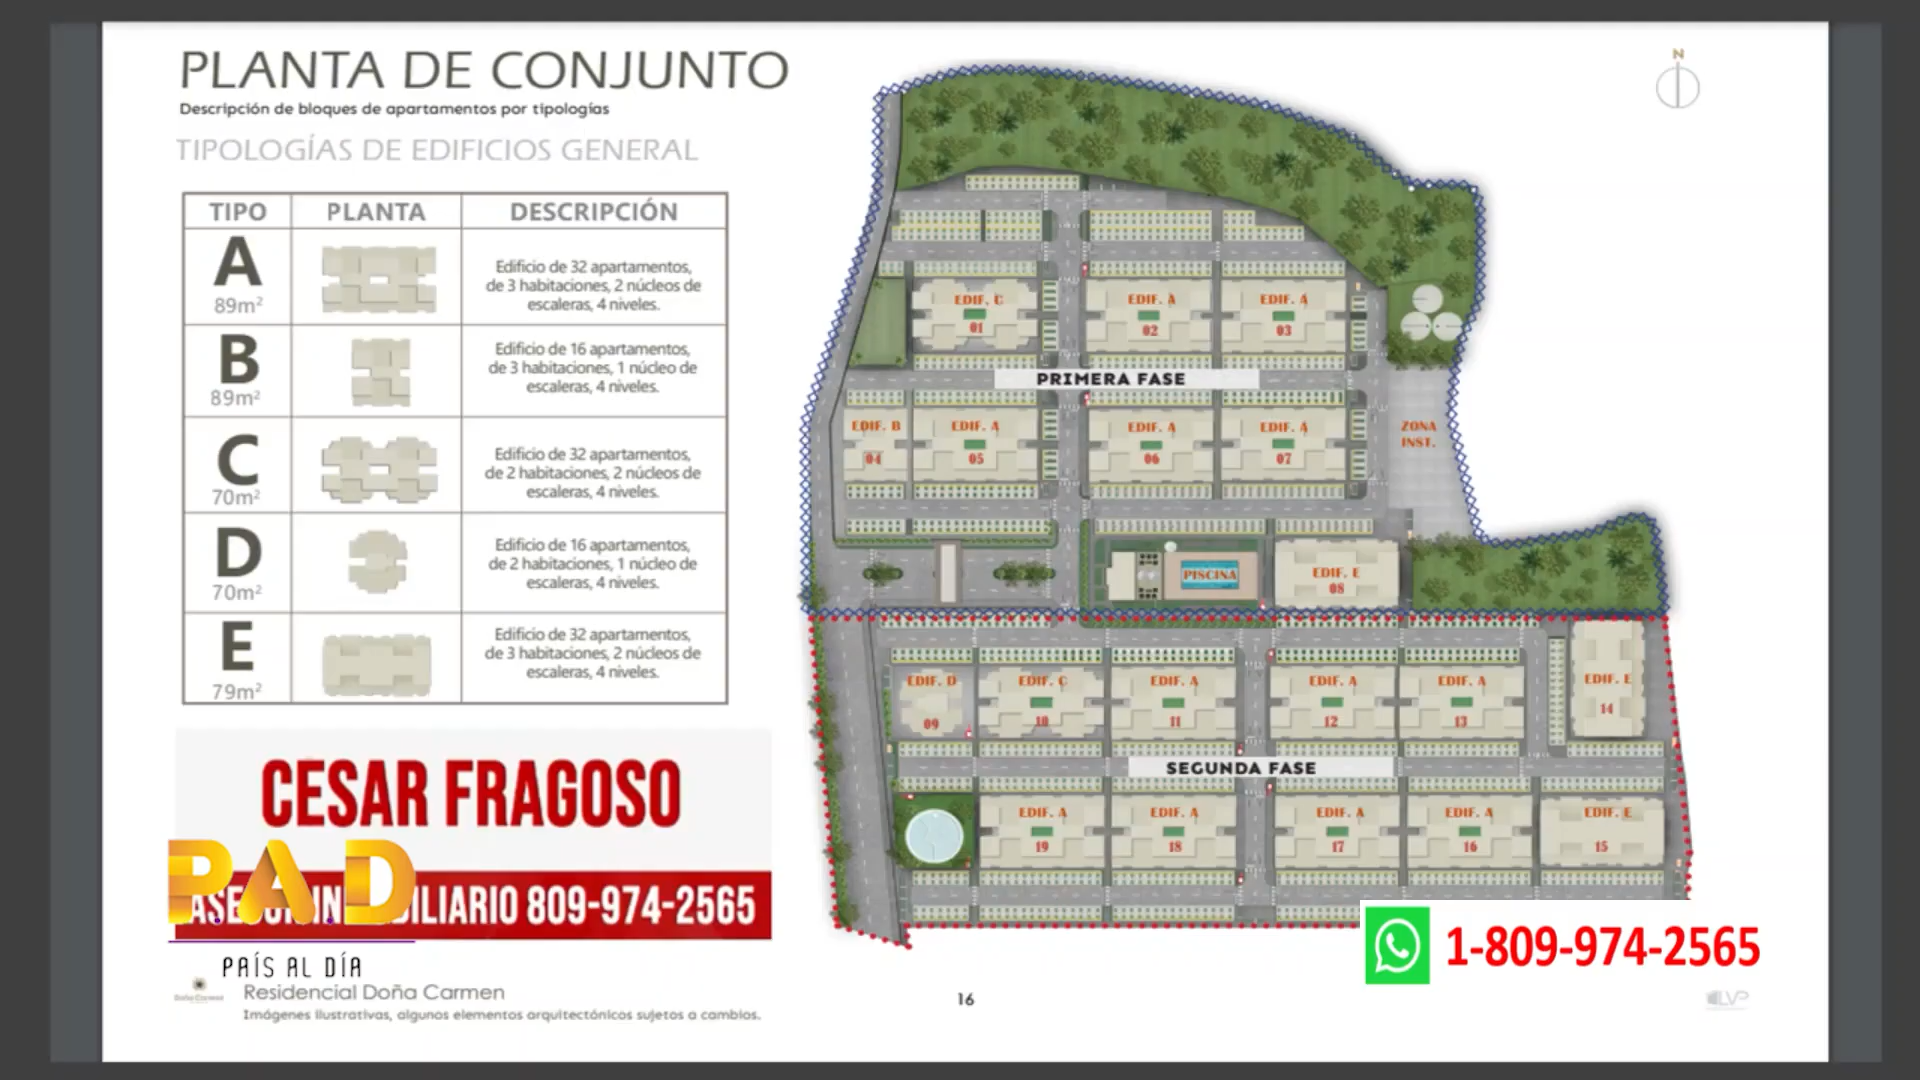 PLANTA DE CONJUNTO
Descripción de bloques de apartamentos por tipologías
TIPOLOGÍAS DE EDIFICIOS GENERAL
TIPO PLANTA DESCRIPCIÓN
A
89m²
Edificio de 32 apartamentos,
de 3 habitaciones, 2 núcleos de
escaleras, 4 niveles.
B
89m²
Edificio de 16 apartamentos,
de 3 habitaciones, 1 núcleo de
escaleras, 4 niveles.
C
70m²
Edificio de 32 apartamentos,
de 2 habitaciones, 2 núcleos de
escaleras, 4 niveles.
D
70m²
Edificio de 16 apartamentos,
de 2 habitaciones, 1 núcleo de
escaleras, 4 niveles.
E
79m²
Edificio de 32 apartamentos,
de 3 habitaciones, 2 núcleos de
escaleras, 4 niveles.
CESAR FRAGOSO
P.A.D
809-974-2565
PAÍS AL DÍA
Doña Carmen
Residencial Doña Carmen
Imágenes ilustrativas, algunos elementos arquitectónicos sujetos a cambios.
N
EDIF. C
01
EDIF. A
02
EDIF. A
03
PRIMERA FASE
EDIF. B
04
EDIF. A
05
EDIF. A
06
EDIF. A
07
ZONA
INST.
PISCINA
EDIF. E
08
EDIF. D
09
EDIF. C
10
EDIF. A
11
EDIF. A
12
EDIF. A
13
EDIF. E
14
SEGUNDA FASE
EDIF. A
19
EDIF. A
18
EDIF. A
17
EDIF. A
16
EDIF. E
15
1-809-974-2565
16
LVP